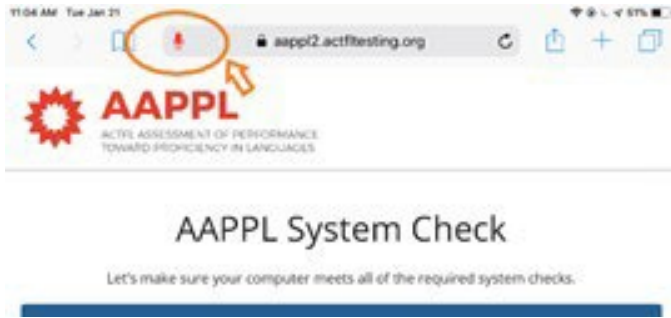 11:04 AM Tue Jan 21
57%
aappl2.actfltesting.org
AAPPL
ACTFL ASSESSMENT OF PERFORMANCE
TOWARD PROFICIENCY IN LANGUAGES
AAPPL System Check
Let's make sure your computer meets all of the required system checks.